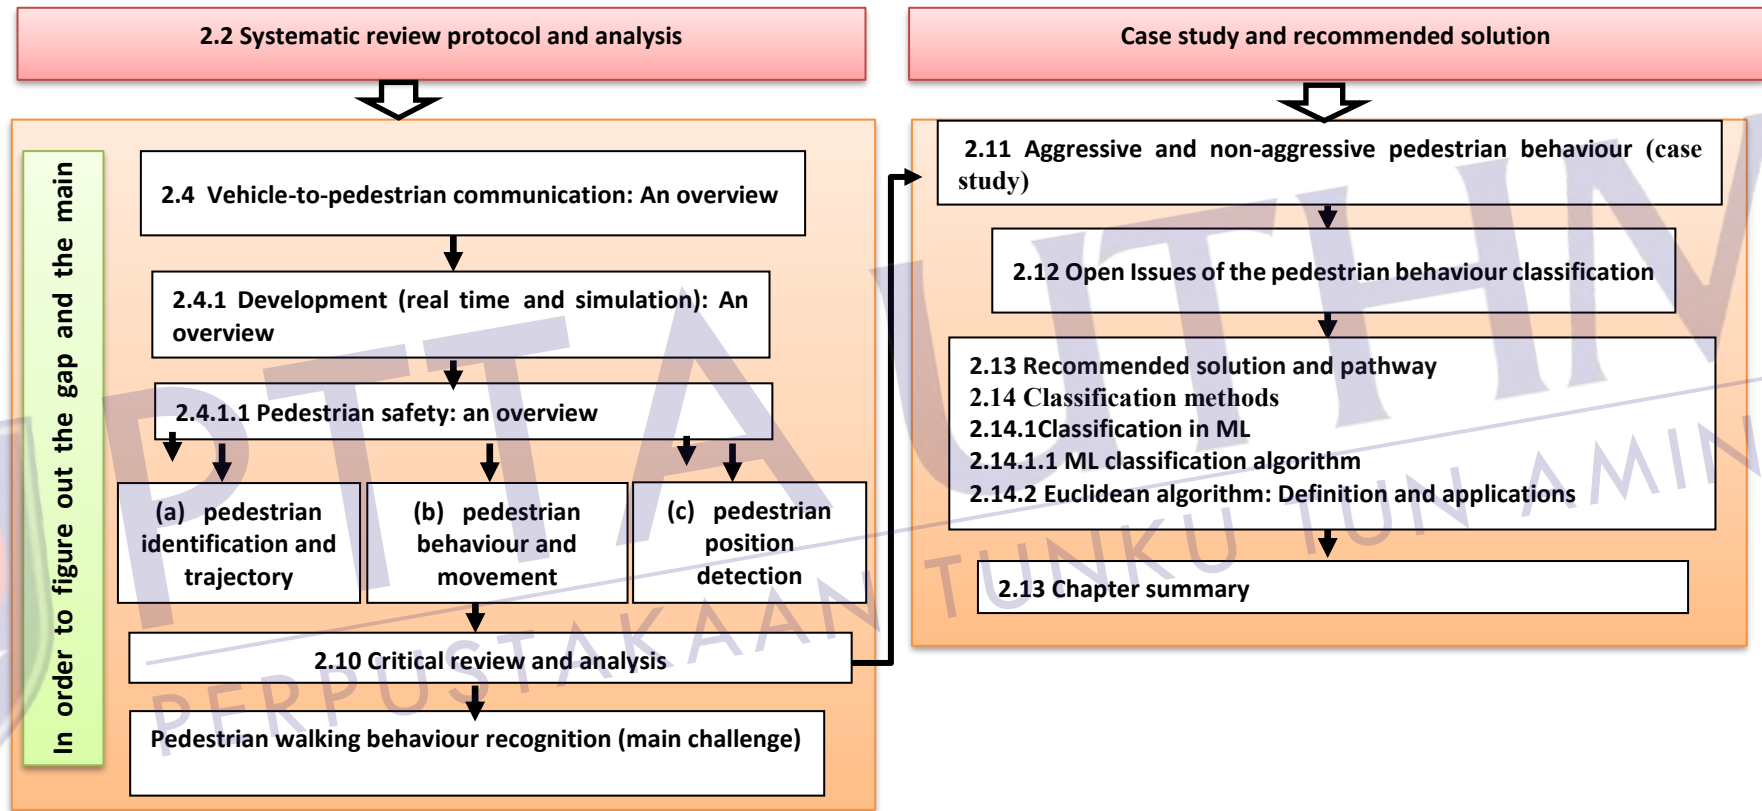 2.2 Systematic review protocol and analysis
In order to figure out the gap and the main
2.4 Vehicle-to-pedestrian communication: An overview
2.4.1 Development (real time and simulation): An
overview
2.4.1.1 Pedestrian safety: an overview
(a) pedestrian
identification and
trajectory
(b) pedestrian
behaviour and
movement
(c) pedestrian
position
detection
2.10 Critical review and analysis
Pedestrian walking behaviour recognition (main challenge)
Case study and recommended solution
2.11 Aggressive and non-aggressive pedestrian behaviour (case
study)
2.12 Open Issues of the pedestrian behaviour classification
2.13 Recommended solution and pathway
2.14 Classification methods
2.14.1Classification in ML
2.14.1.1 ML classification algorithm
2.14.2 Euclidean algorithm: Definition and applications
2.13 Chapter summary
PTTA UTHM
PERPUSTAKAAN TUNKU TUN AMIN